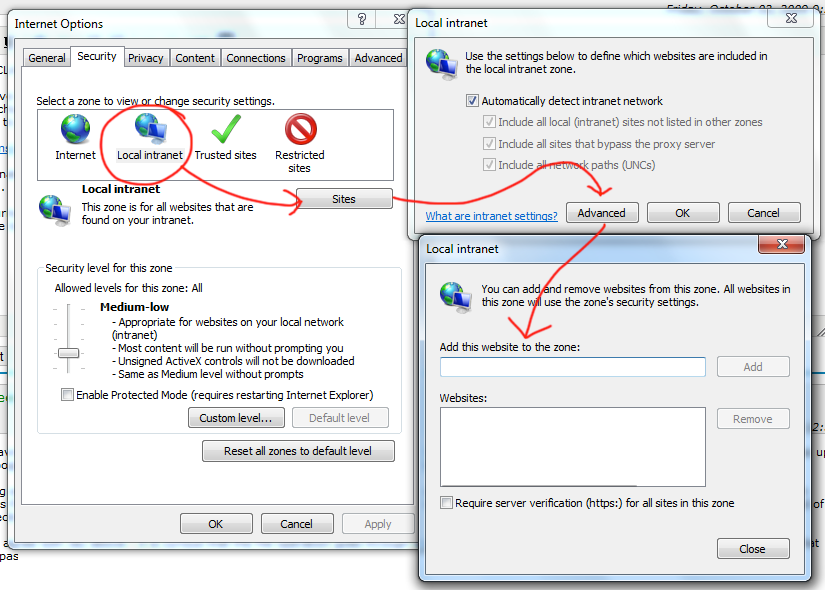 Internet Options
General Security Privacy Content Connections Programs Advanced
Select a zone to view or change security settings.
Internet
Local intranet
Trusted sites
Restricted
sites
Local intranet
This zone is for all websites that are
found on your intranet.
Sites
Security level for this zone
Allowed levels for this zone: All
Medium-low
- Appropriate for websites on your local network
(intranet)
- Most content will be run without prompting you
- Unsigned ActiveX controls will not be downloaded
- Same as Medium level without prompts
Enable Protected Mode (requires restarting Internet Explorer)
Custom level...
Default level
Reset all zones to default level
OK
Cancel
Apply
Local intranet
Use the settings below to define which websites are included in
the local intranet zone.
Automatically detect intranet network
Include all local (intranet) sites not listed in other zones
Include all sites that bypass the proxy server
Include all network paths (UNCs)
What are intranet settings?
Advanced
OK
Cancel
Local intranet
You can add and remove websites from this zone. All websites in
this zone will use the zone's security settings.
Add this website to the zone:
Add
Websites:
Remove
Require server verification (https:) for all sites in this zone
Close